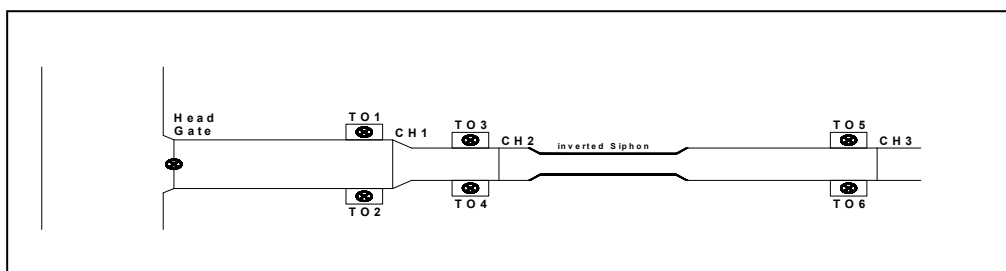 Head
Gate
TO1
CH1
TO3
CH2
inverted Siphon
TO5
CH3
TO2
TO4
TO6